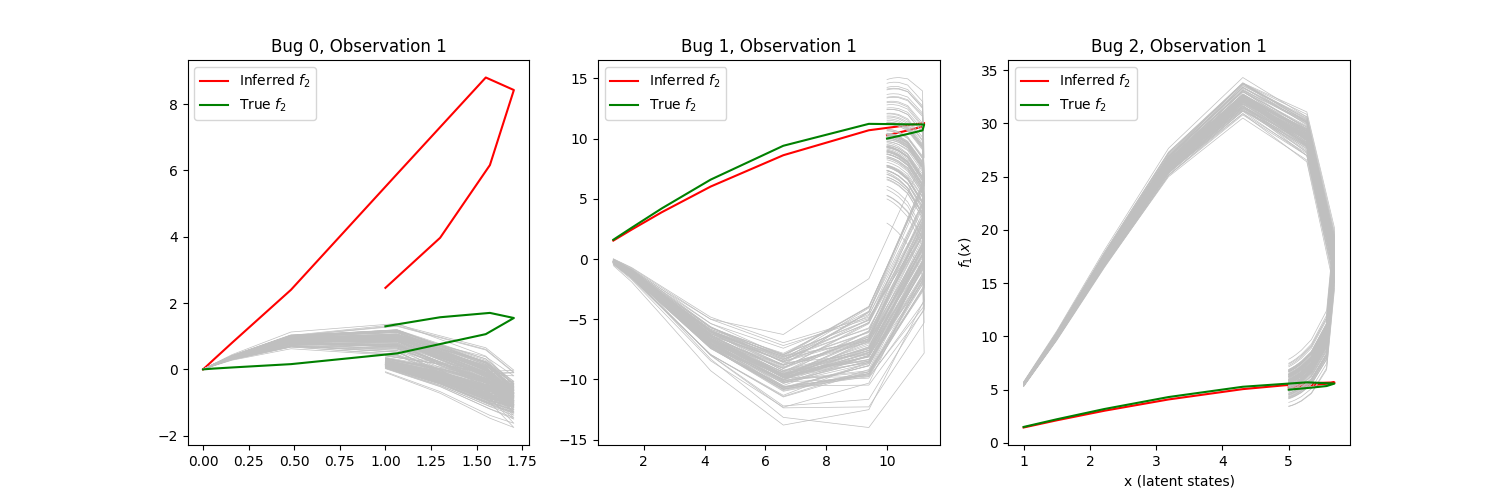 Bug 0, Observation 1
Inferred f₂
True f₂
8
6
4
2
0
−2
0.00 0.25 0.50 0.75 1.00 1.25 1.50 1.75
Bug 1, Observation 1
Inferred f₂
True f₂
15
10
5
0
−5
−10
−15
2 4 6 8 10
Bug 2, Observation 1
Inferred f₂
True f₂
35
30
25
20
15
10
5
0
f₁(x)
1 2 3 4 5
x (latent states)